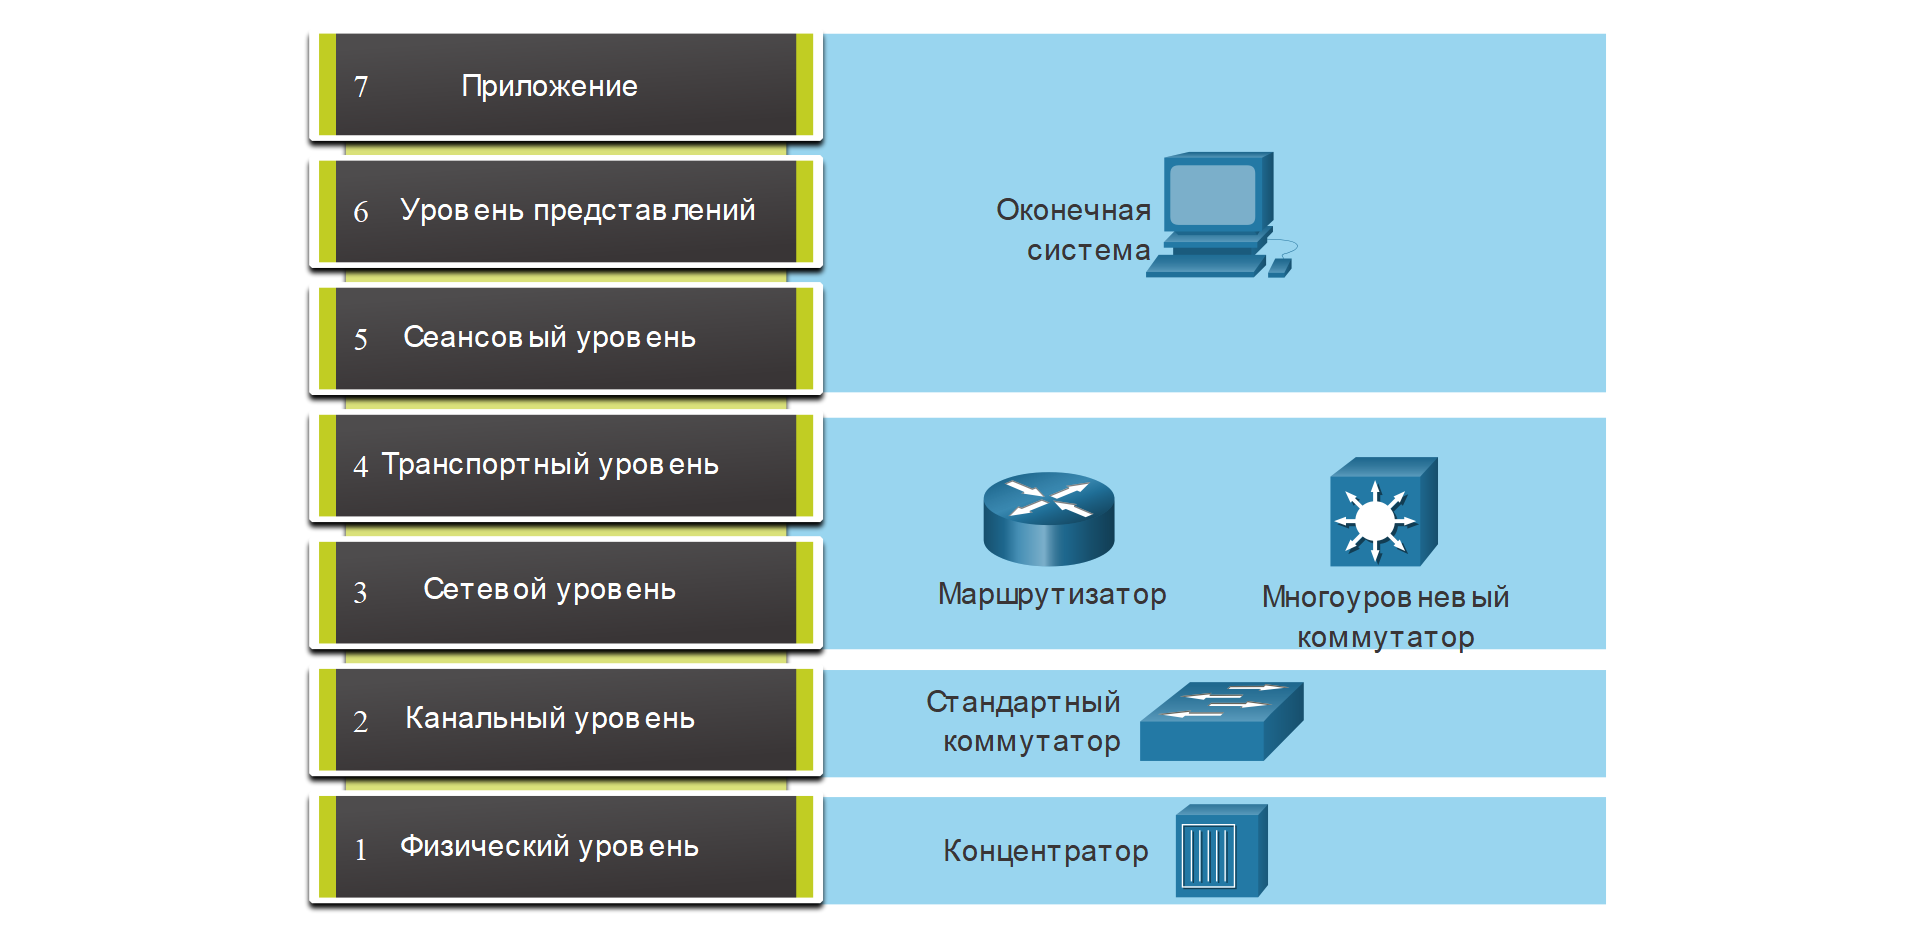 7 Приложение
6 Уровень представлений
Оконечная
система
5 Сеансовый уровень
4 Транспортный уровень
3 Сетевой уровень
Маршрутизатор
Многоуровневый
коммутатор
2 Канальный уровень
Стандартный
коммутатор
1 Физический уровень
Концентратор